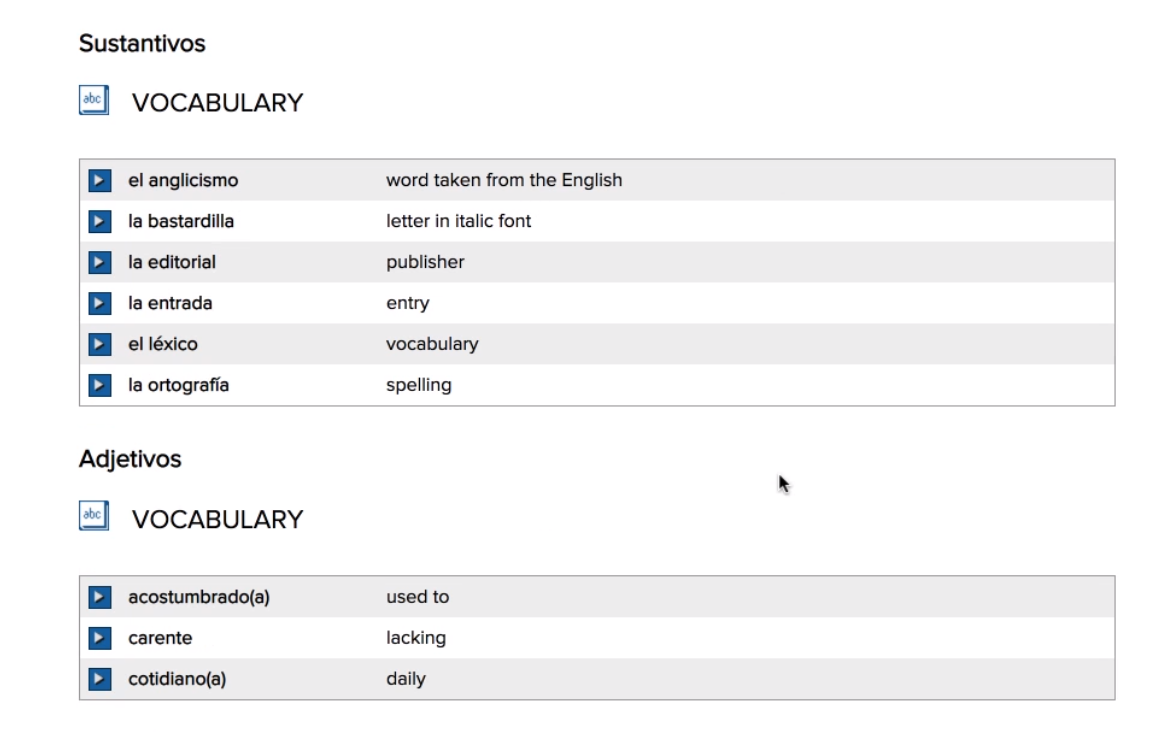 Sustantivos
abc VOCABULARY
el anglicismo word taken from the English
la bastardilla letter in italic font
la editorial publisher
la entrada entry
el léxico vocabulary
la ortografía spelling
Adjetivos
abc VOCABULARY
acostumbrado(a) used to
carente lacking
cotidiano(a) daily